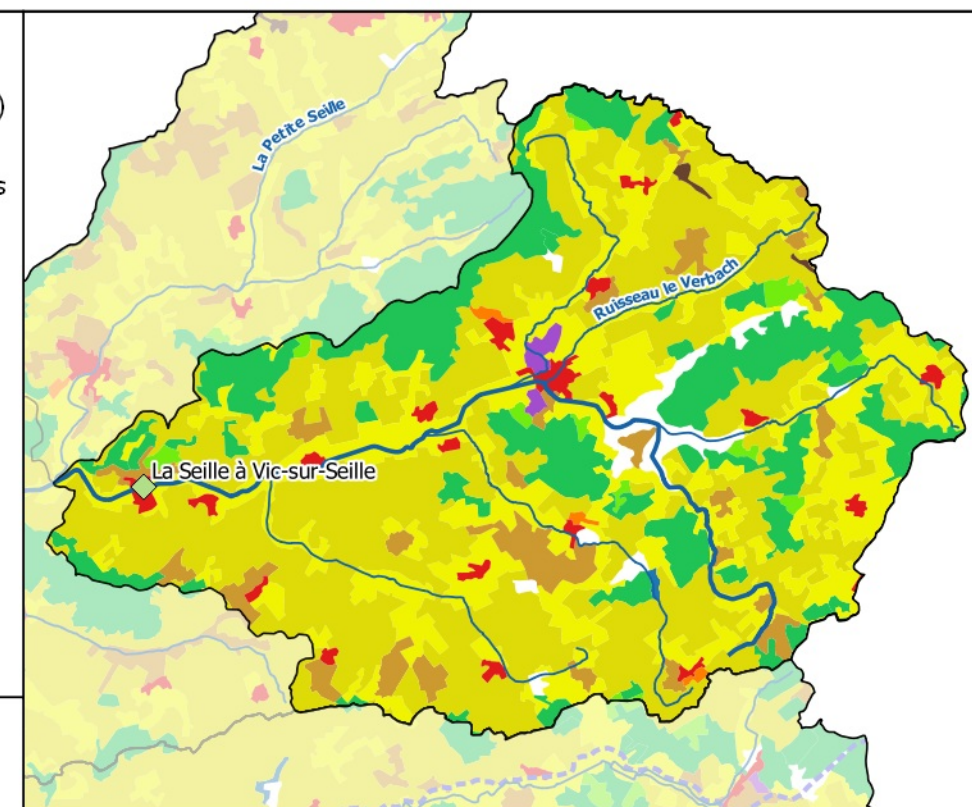 )
s
La Petite Seille
Ruisseau le Verbach
La Seille à Vic-sur-Seille